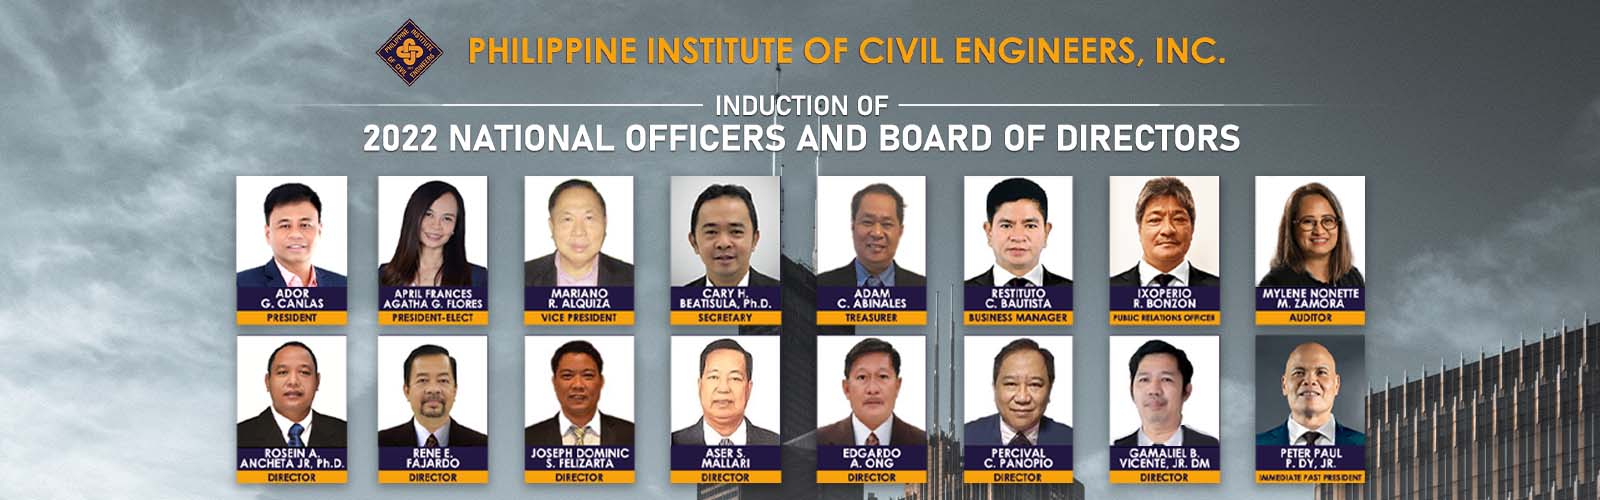 PHILIPPINE INSTITUTE
OF CIVIL ENGINEERS
PHILIPPINE INSTITUTE OF CIVIL ENGINEERS, INC.
INDUCTION OF
2022 NATIONAL OFFICERS AND BOARD OF DIRECTORS
ADOR
G. CANLAS
PRESIDENT
APRIL FRANCES
AGATHA G. FLORES
PRESIDENT-ELECT
MARIANO
R. ALQUIZA
VICE PRESIDENT
CARY H.
BEATISULA, Ph.D.
SECRETARY
ADAM
C. ABINALES
TREASURER
RESTITUTO
C. BAUTISTA
BUSINESS MANAGER
IXOPERIO
R. BONZON
PUBLIC RELATIONS OFFICER
MYLENE NONETTE
M. ZAMORA
AUDITOR
ROSEIN A.
ANCHETA JR, Ph.D.
DIRECTOR
RENE E.
FAJARDO
DIRECTOR
JOSEPH DOMINIC
S. FELIZARTA
DIRECTOR
ASER S.
MALLARI
DIRECTOR
EDGARDO
A. ONG
DIRECTOR
PERCIVAL
C. PANOPIO
DIRECTOR
GAMALIEL B.
VICENTE, JR. DM
DIRECTOR
PETER PAUL
P. DY, JR.
IMMEDIATE PAST PRESIDENT